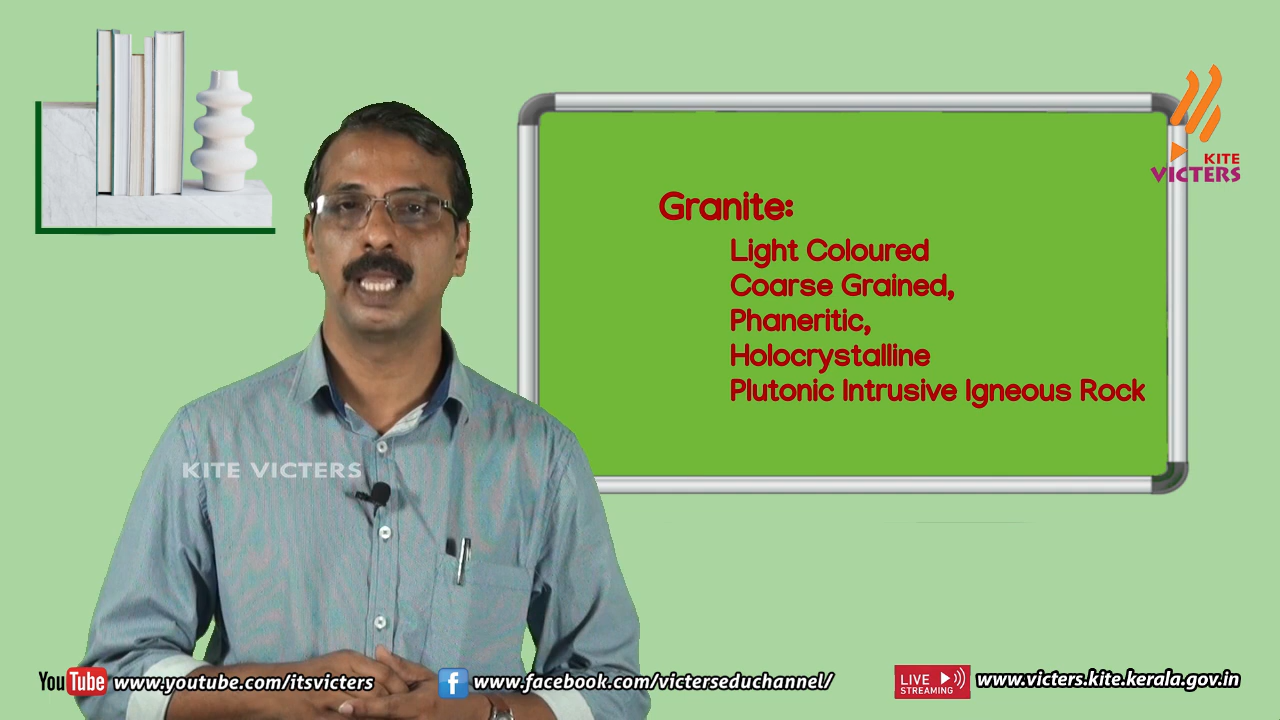 KITE
VICTERS
Granite:
Light Coloured
Coarse Grained,
Phaneritic,
Holocrystalline
Plutonic Intrusive Igneous Rock
KITE VICTERS
YouTube www.youtube.com/itsvicters
f www.facebook.com/victerseduchannel/
LIVE
STREAMING
www.victers.kite.kerala.gov.in